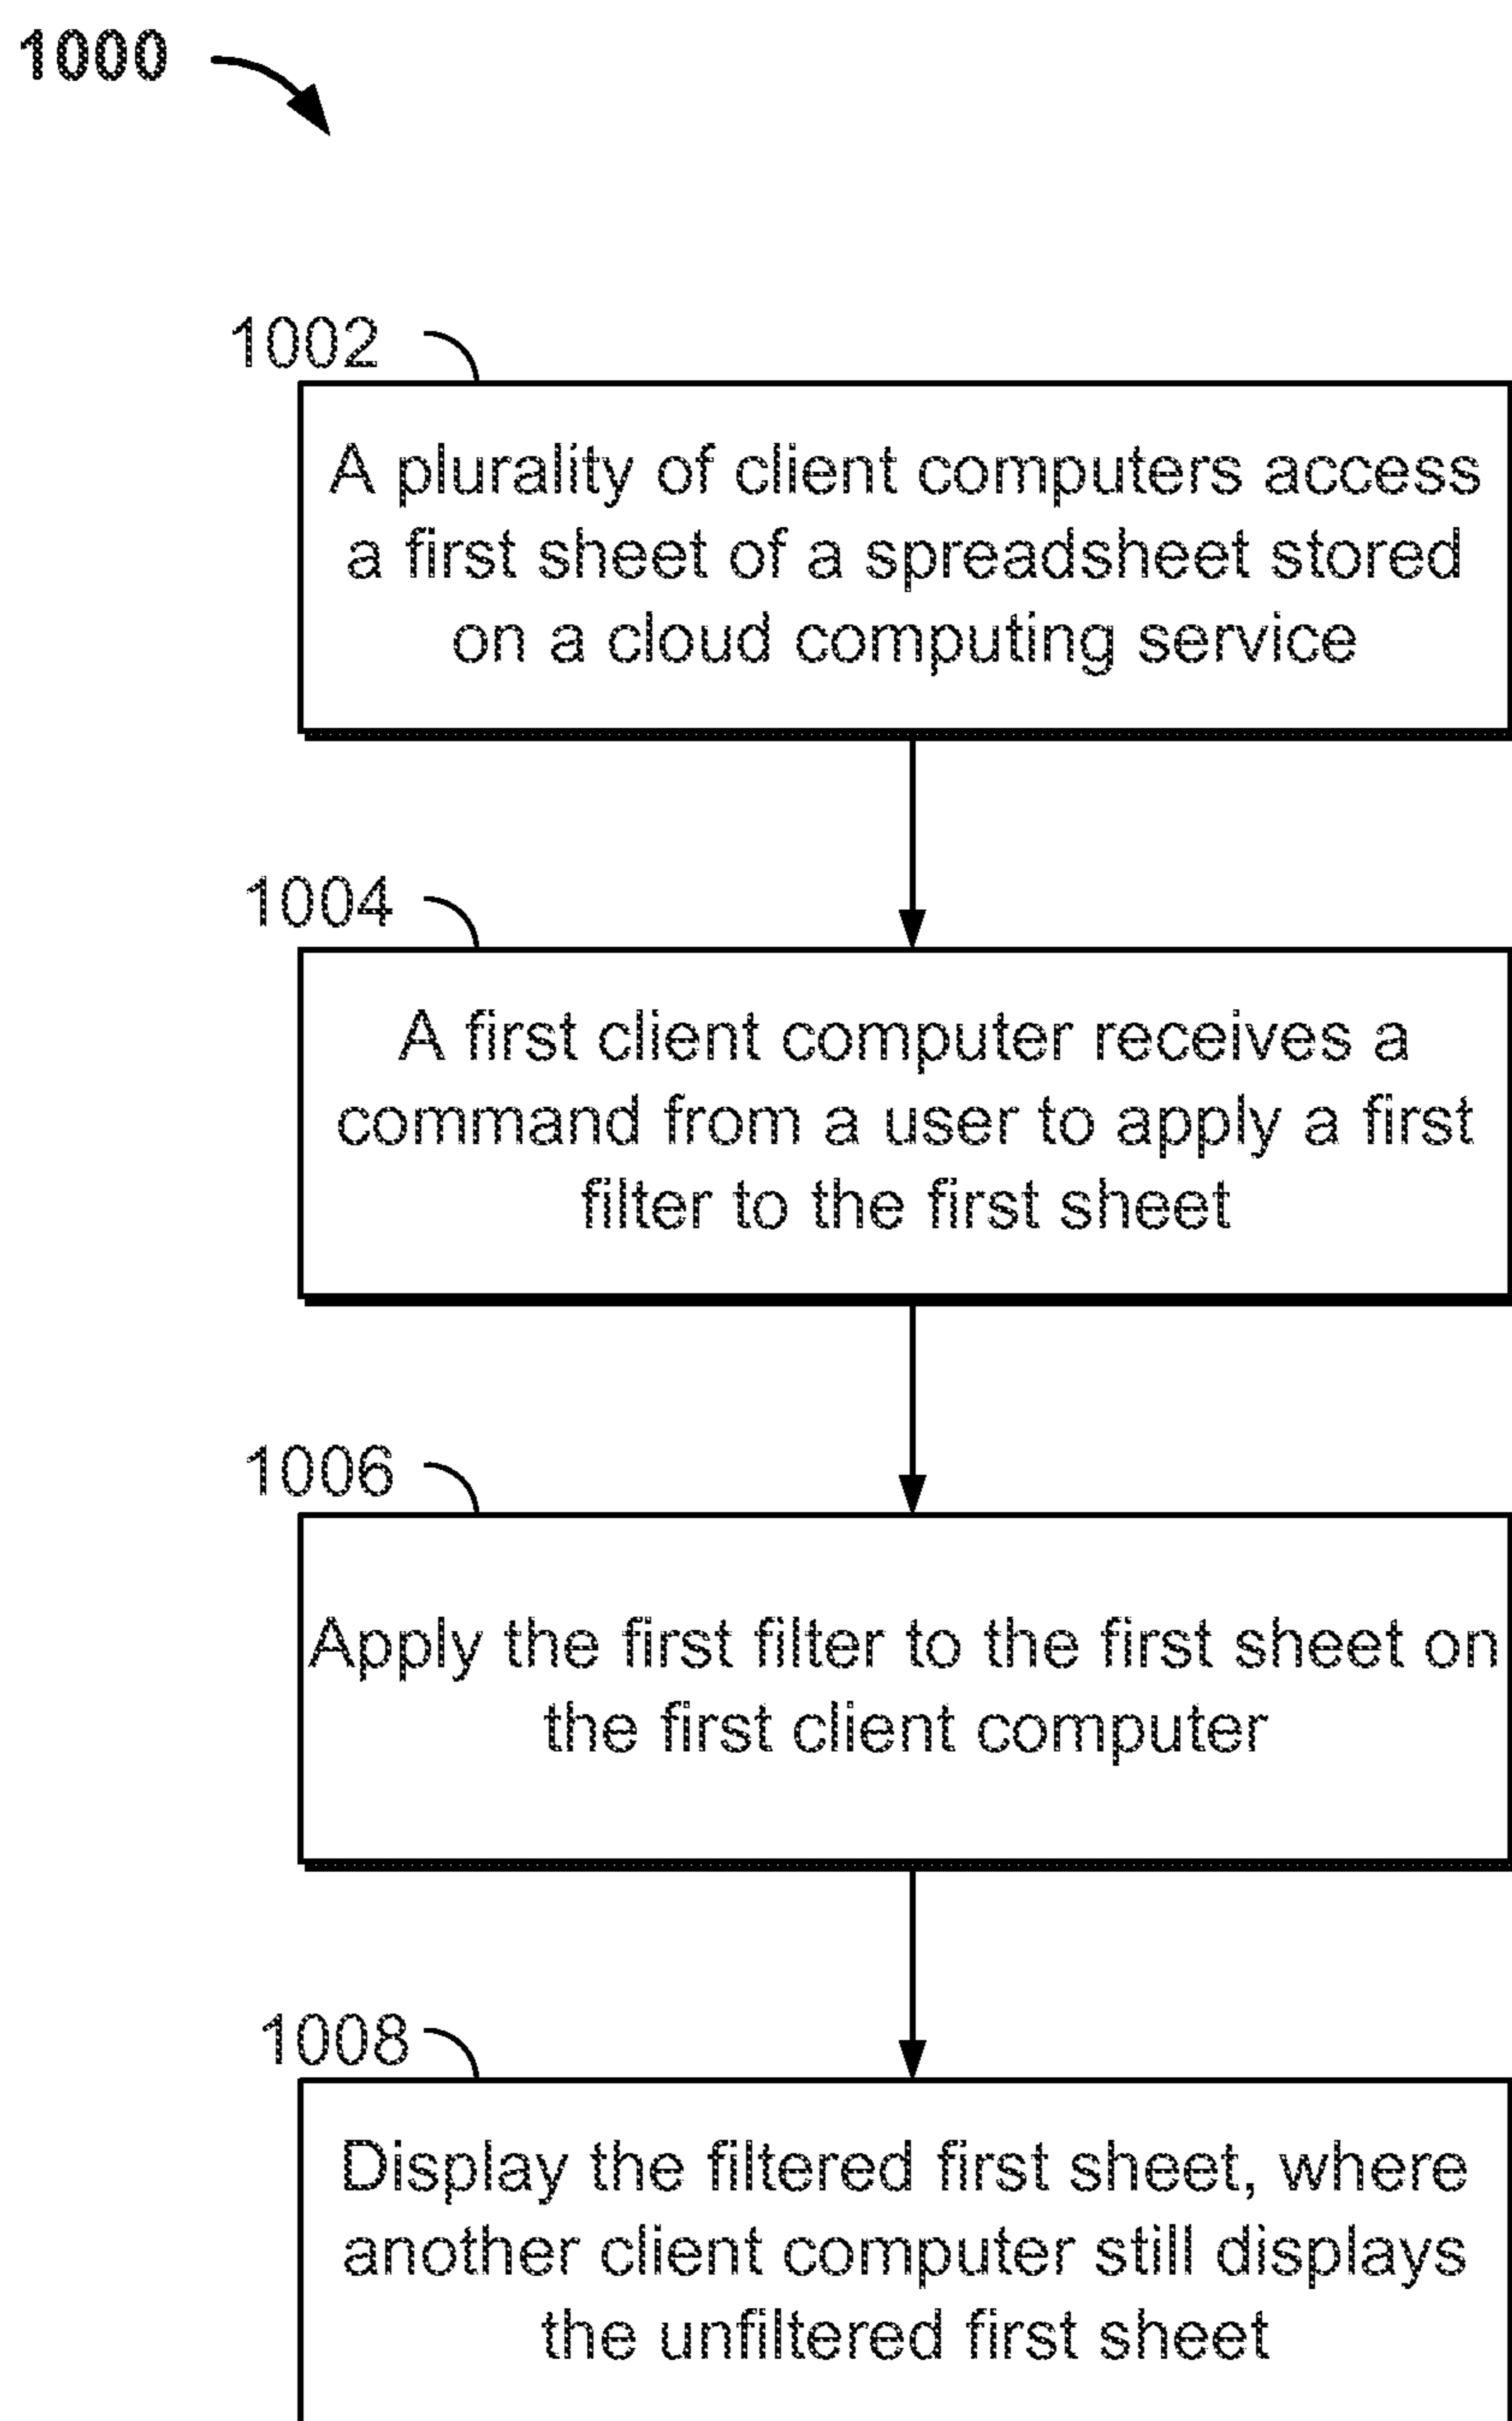 1000
1002
A plurality of client computers access
a first sheet of a spreadsheet stored
on a cloud computing service
1004
A first client computer receives a
command from a user to apply a first
filter to the first sheet
1006
Apply the first filter to the first sheet on
the first client computer
1008
Display the filtered first sheet, where
another client computer still displays
the unfiltered first sheet